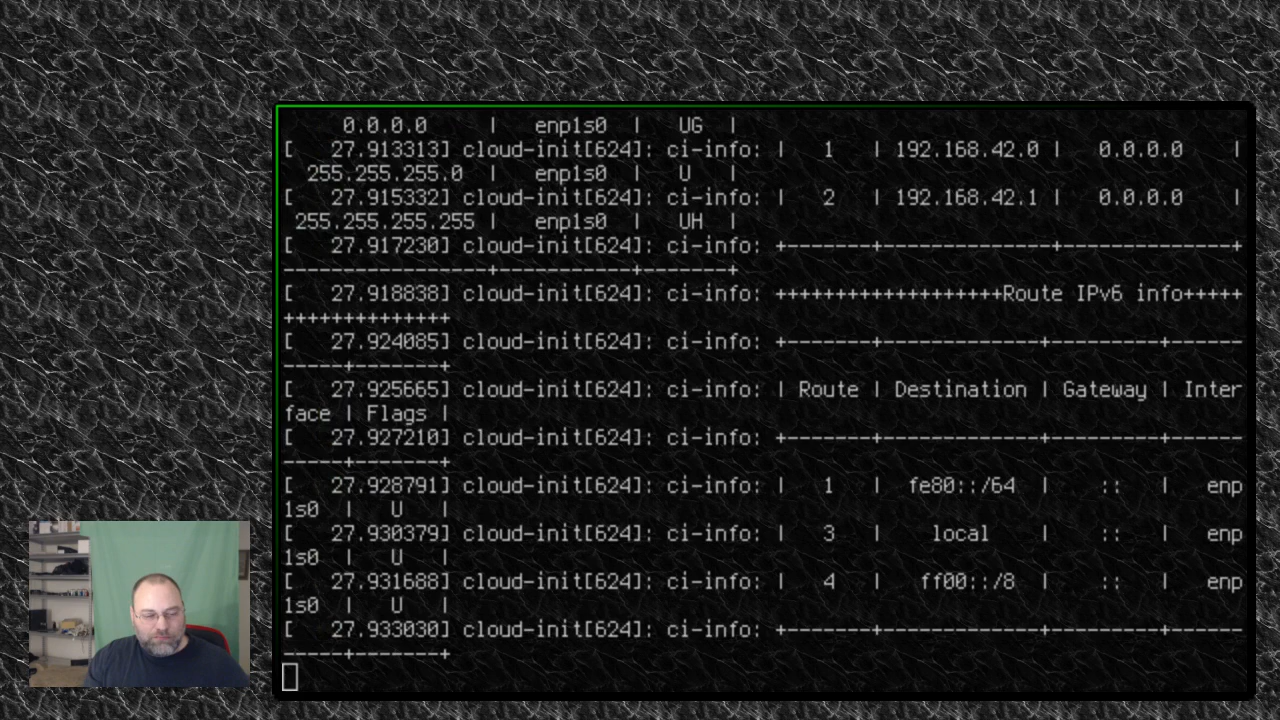 0.0.0.0 | enp1s0 | UG |
[ 27.913313] cloud-init[624]: ci-info: | 1 | 192.168.42.0 | 0.0.0.0 |
255.255.255.0 | enp1s0 | U |
[ 27.915332] cloud-init[624]: ci-info: | 2 | 192.168.42.1 | 0.0.0.0 |
255.255.255.255 | enp1s0 | UH |
[ 27.917230] cloud-init[624]: ci-info: +-------+--------------+-------------+
-----------------+-----------+-------+
[ 27.918838] cloud-init[624]: ci-info: +++++++++++++++++++Route IPv6 info+++++
++++++++++++++
[ 27.924085] cloud-init[624]: ci-info: +-------+-------------+---------+------
-----+-------+
[ 27.925665] cloud-init[624]: ci-info: | Route | Destination | Gateway | Inter
face | Flags |
[ 27.927210] cloud-init[624]: ci-info: +-------+-------------+---------+------
-----+-------+
[ 27.928791] cloud-init[624]: ci-info: | 1 | fe80::/64 | :: | enp
1s0 | U |
[ 27.930379] cloud-init[624]: ci-info: | 3 | local | :: | enp
1s0 | U |
[ 27.931688] cloud-init[624]: ci-info: | 4 | ff00::/8 | :: | enp
1s0 | U |
[ 27.933030] cloud-init[624]: ci-info: +-------+-------------+---------+------
-----+-------+